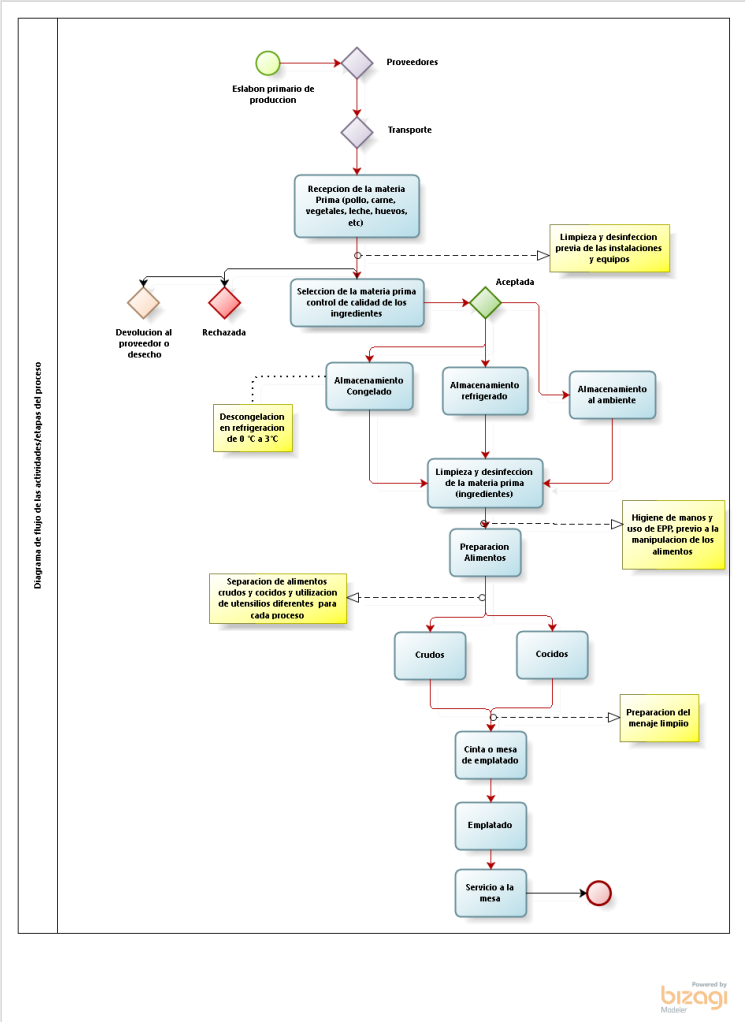 Diagrama de flujo de las actividades/etapas del proceso
Eslabon primario de
produccion
Proveedores
Transporte
Recepcion de la materia
Prima (pollo, carne,
vegetales, leche, huevos,
etc)
Limpieza y desinfeccion
previa de las instalaciones
y equipos
Devolucion al
proveedor o
desecho
Rechazada
Seleccion de la materia prima
control de calidad de los
ingredientes
Aceptada
Almacenamiento
Congelado
Almacenamiento
refrigerado
Almacenamiento
al ambiente
Descongelacion
en refrigeracion
de 0 °C a 3°C
Limpieza y desinfeccion
de la materia prima
(ingredientes)
Higiene de manos y
uso de EPP, previo a la
manipulacion de los
alimentos
Preparacion
Alimentos
Separacion de alimentos
crudos y cocidos y utilizacion
de utensilios diferentes para
cada proceso
Crudos
Cocidos
Preparacion del
menaje limpiio
Cinta o mesa
de emplatado
Emplatado
Servicio a la
mesa
Powered by
bizagi
Modeler